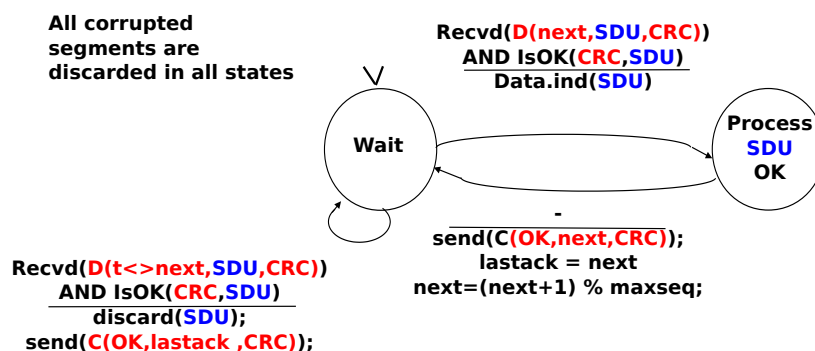 All corrupted
segments are
discarded in all states
Recvd(D(next,SDU,CRC))
AND IsOK(CRC,SDU)
Data.ind(SDU)
Wait
Process
SDU
OK
-
send(C(OK,next,CRC));
lastack = next
next=(next+1) % maxseq;
Recvd(D(t<>next,SDU,CRC))
AND IsOK(CRC,SDU)
discard(SDU);
send(C(OK,lastack ,CRC));